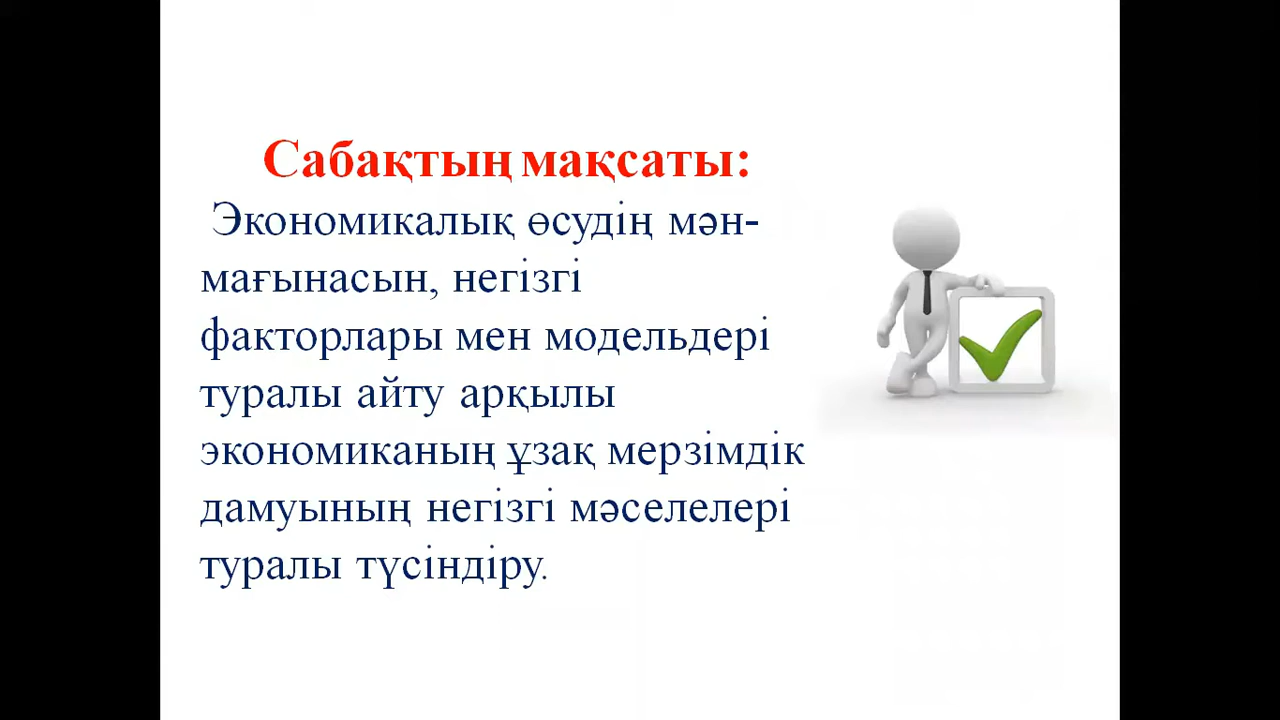 Сабақтың мақсаты:
Экономикалық өсудің мән-
мағынасын, негізгі
факторлары мен модельдері
туралы айту арқылы
экономиканың ұзақ мерзімдік
дамуының негізгі мәселелері
туралы түсіндіру.